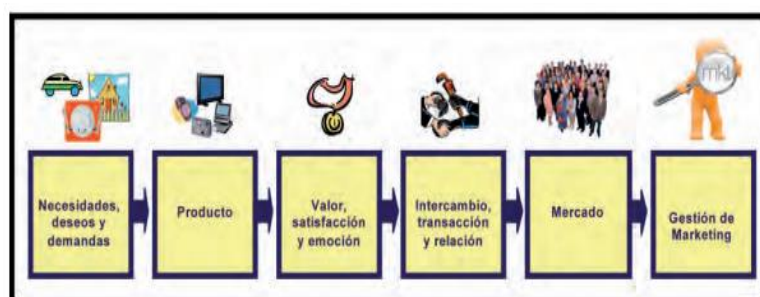 mkt
Necesidades,
deseos y
demandas
Producto
Valor,
satisfacción
y emoción
Intercambio,
transacción
y relación
Mercado
Gestión de
Marketing